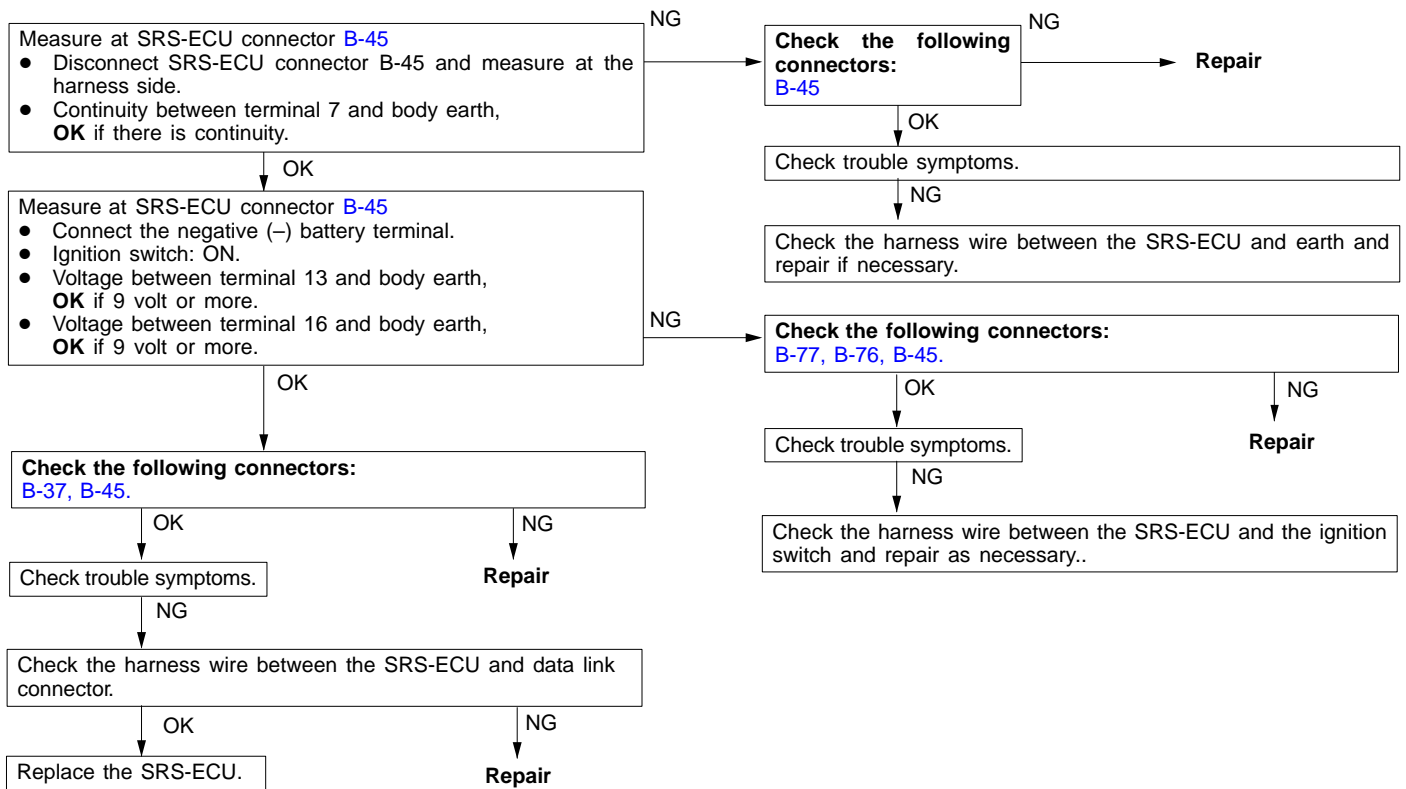 Measure at SRS-ECU connector B-45
● Disconnect SRS-ECU connector B-45 and measure at the
harness side.
● Continuity between terminal 7 and body earth,
OK if there is continuity.
NG
Check the following
connectors:
B-45
NG
Repair
OK
Check trouble symptoms.
NG
Check the harness wire between the SRS-ECU and earth and
repair if necessary.
OK
Measure at SRS-ECU connector B-45
● Connect the negative (–) battery terminal.
● Ignition switch: ON.
● Voltage between terminal 13 and body earth,
OK if 9 volt or more.
● Voltage between terminal 16 and body earth,
OK if 9 volt or more.
NG
Check the following connectors:
B-77, B-76, B-45.
OK
NG
Check trouble symptoms.
Repair
NG
Check the harness wire between the SRS-ECU and the ignition
switch and repair as necessary..
OK
Check the following connectors:
B-37, B-45.
OK
NG
Check trouble symptoms.
Repair
NG
Check the harness wire between the SRS-ECU and data link
connector.
OK
NG
Replace the SRS-ECU.
Repair